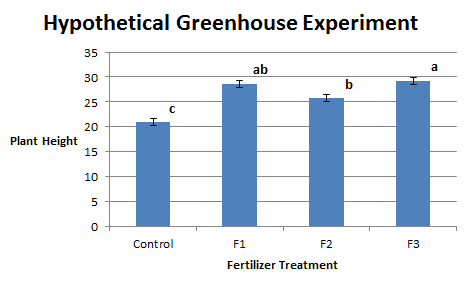 Hypothetical Greenhouse Experiment
35
30
25
20
15
10
5
0
Plant Height
c
ab
b
a
Control F1 F2 F3
Fertilizer Treatment